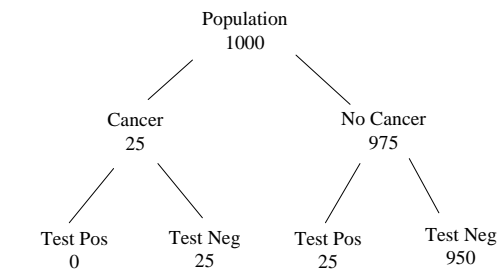 Population
1000
Cancer
25
No Cancer
975
Test Pos
0
Test Neg
25
Test Pos
25
Test Neg
950